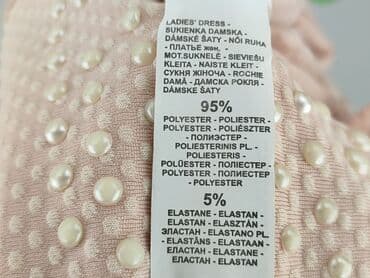 LADIES' DRESS -
SUKIENKA DAMSKA -
DÁMSKÉ ŠATY - NŐI RUHA
- ПЛАТЬЕ жен. -
MOT.SUKNELĖ - SIEVIEŠU
KLEITA - NAISTE KLEIT -
СУКНЯ ЖІНОЧА - ROCHIE
DAMĂ - ДАМСКА РОКЛЯ -
DÁMSKE ŠATY
95%
POLYESTER - POLIESTER -
POLYESTER - POLIÉSZTER
- ПОЛИЭСТЕР -
POLIESTERINIS PL. -
POLIESTERIS -
POLÜESTER - ПОЛІЕСТЕР -
POLIESTER - ПОЛИЕСТЕР
- POLYESTER
5%
ELASTANE - ELASTAN -
ELASTAN - ELASZTÁN -
ЭЛАСТАН - ELASTANO PL.
- ELASTĀNS - ELASTAAN -
ЕЛАСТАН - ELASTANE -
ЕЛАСТАН - ELASTAN